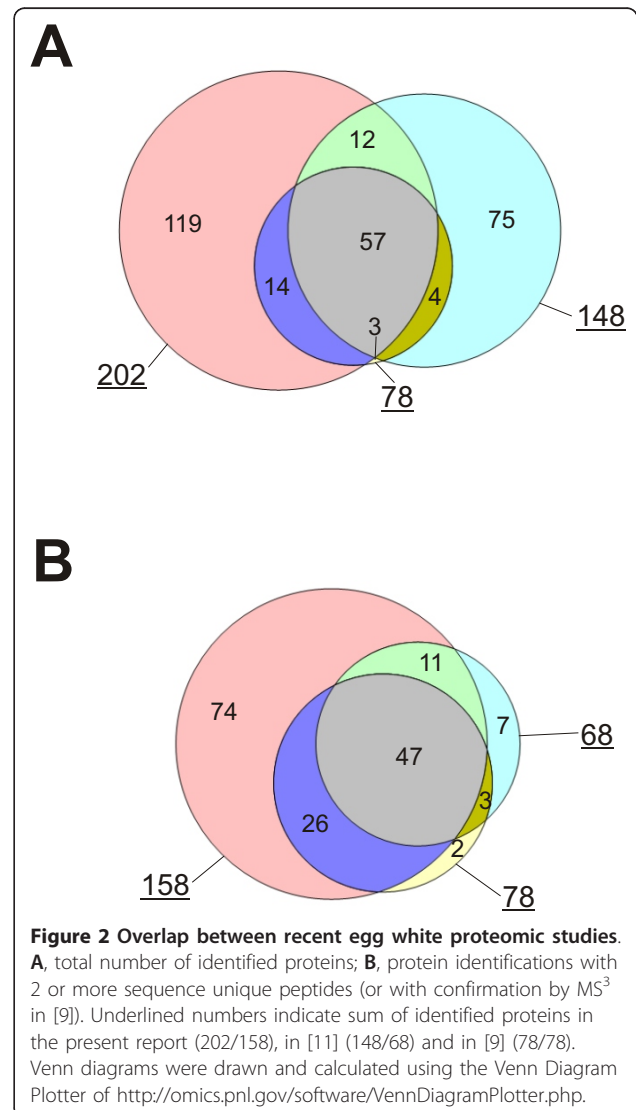 A
12
119
57
75
14
4
3
148
202
78
B
11
74
7
68
47
3
26
2
158
78
Figure 2 Overlap between recent egg white proteomic studies.
A, total number of identified proteins; B, protein identifications with
2 or more sequence unique peptides (or with confirmation by MS³
in [9]). Underlined numbers indicate sum of identified proteins in
the present report (202/158), in [11] (148/68) and in [9] (78/78).
Venn diagrams were drawn and calculated using the Venn Diagram
Plotter of http://omics.pnl.gov/software/VennDiagramPlotter.php.